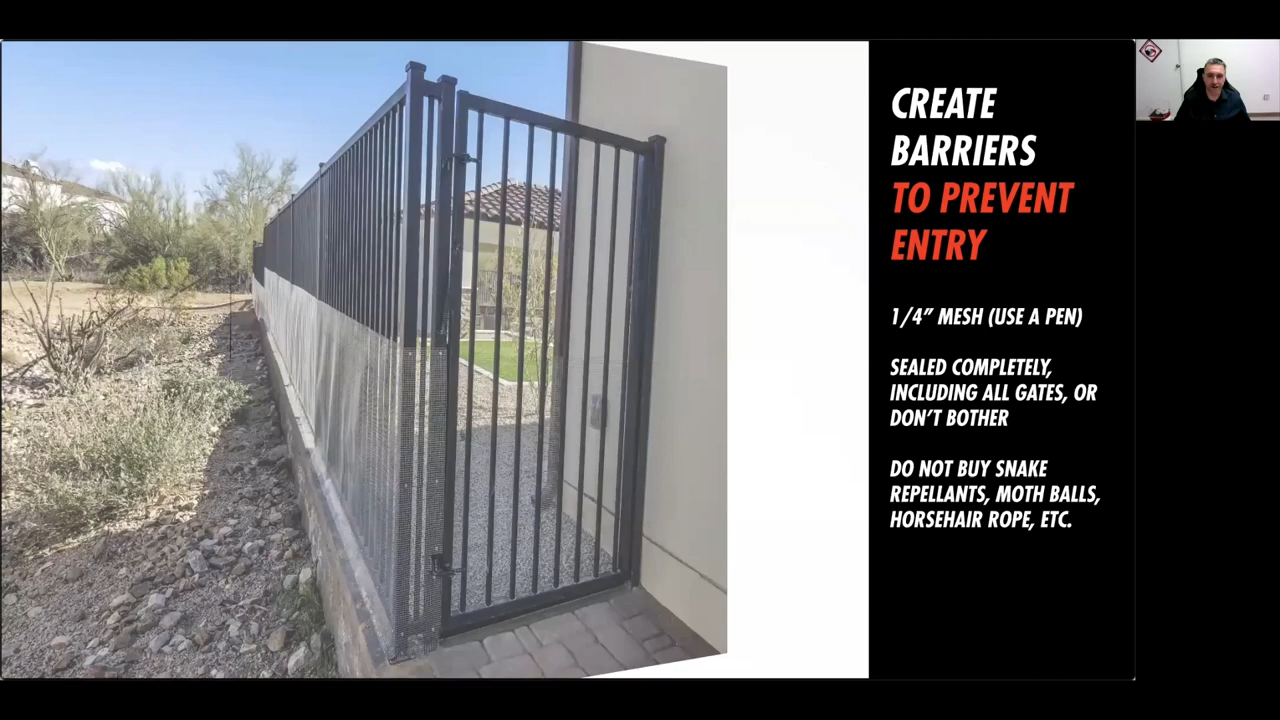 CREATE
BARRIERS
TO PREVENT
ENTRY
1/4” MESH (USE A PEN)
SEALED COMPLETELY,
INCLUDING ALL GATES, OR
DON’T BOTHER
DO NOT BUY SNAKE
REPELLANTS, MOTH BALLS,
HORSEHAIR ROPE, ETC.